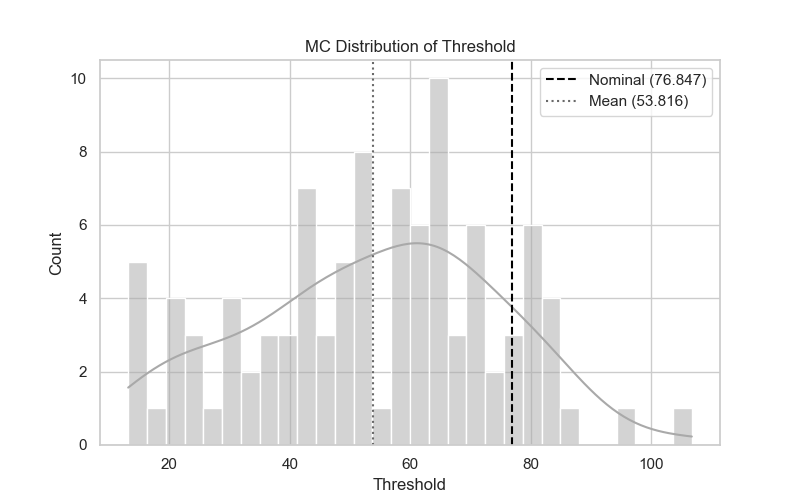 MC Distribution of Threshold
Nominal (76.847)
Mean (53.816)
10
8
6
4
2
0
Count
20
40
60
80
100
Threshold